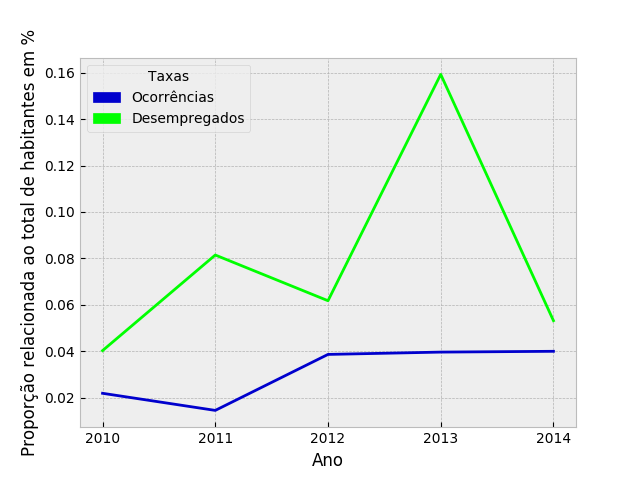 Proporção relacionada ao total de habitantes em %
0.16
0.14
0.12
0.10
0.08
0.06
0.04
0.02
Taxas
Ocorrências
Desempregados
2010 2011 2012 2013 2014
Ano